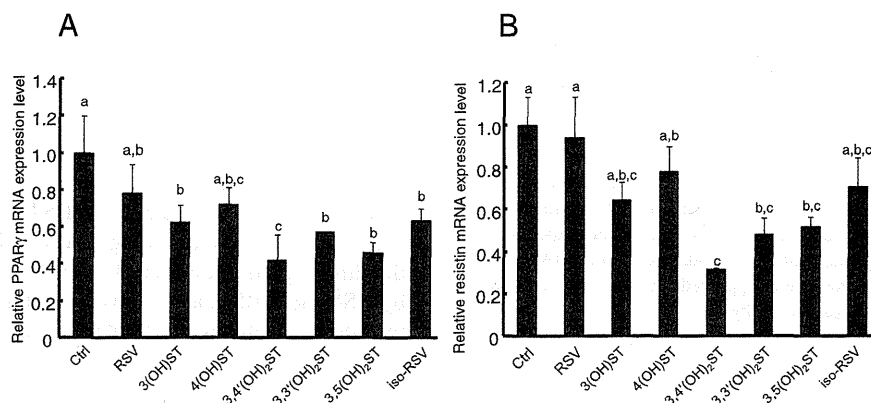 A
B
Relative PPARγ mRNA expression level
1.4
1.2
1.0
0.8
0.6
0.4
0.2
0
a
a,b
b
a,b,c
c
b
b,c
b
Ctrl
RSV
3(OH)ST
4(OH)ST
3,4'(OH)₂ST
3,3'(OH)₂ST
3,5(OH)₂ST
iso-RSV
Relative resistin mRNA expression level
1.2
1.0
0.8
0.6
0.4
0.2
0
a
a
a,b,c
a,b
c
b,c
b,c
a,b,c
Ctrl
RSV
3(OH)ST
4(OH)ST
3,4'(OH)₂ST
3,3'(OH)₂ST
3,5(OH)₂ST
iso-RSV